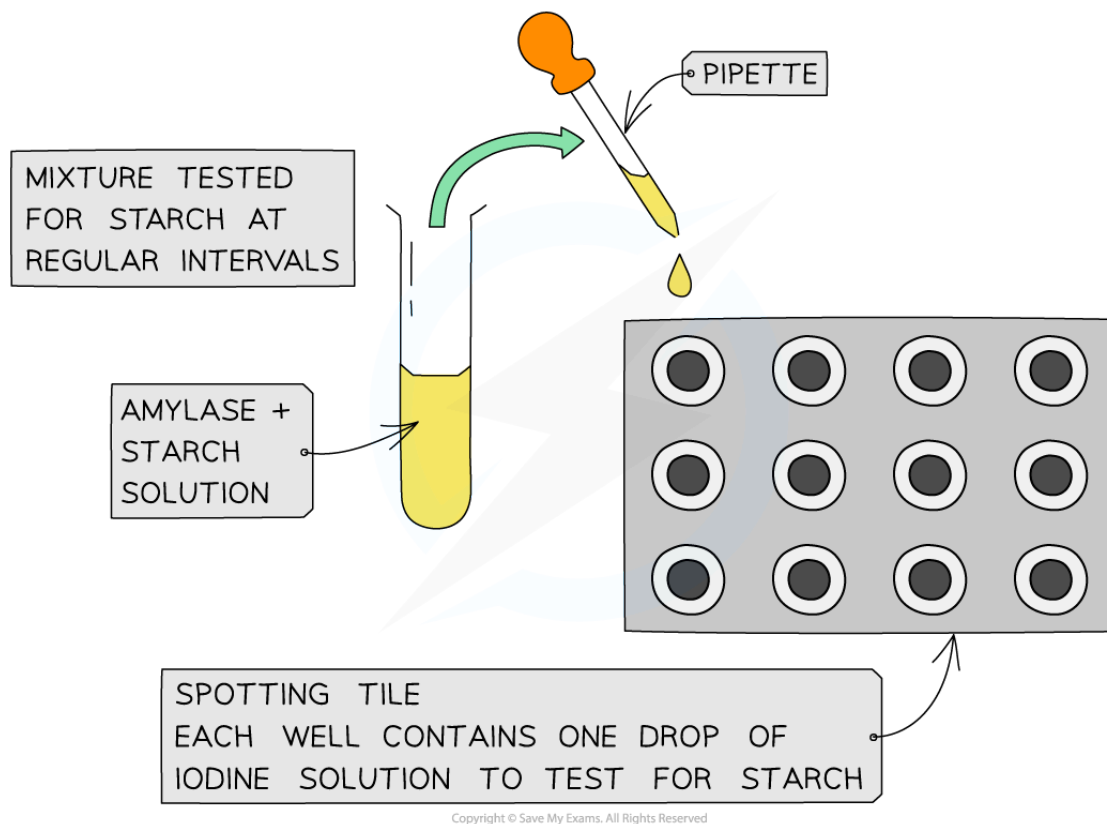 PIPETTE
MIXTURE TESTED
FOR STARCH AT
REGULAR INTERVALS
AMYLASE +
STARCH
SOLUTION
SPOTTING TILE
EACH WELL CONTAINS ONE DROP OF
IODINE SOLUTION TO TEST FOR STARCH
Copyright © Save My Exams. All Rights Reserved